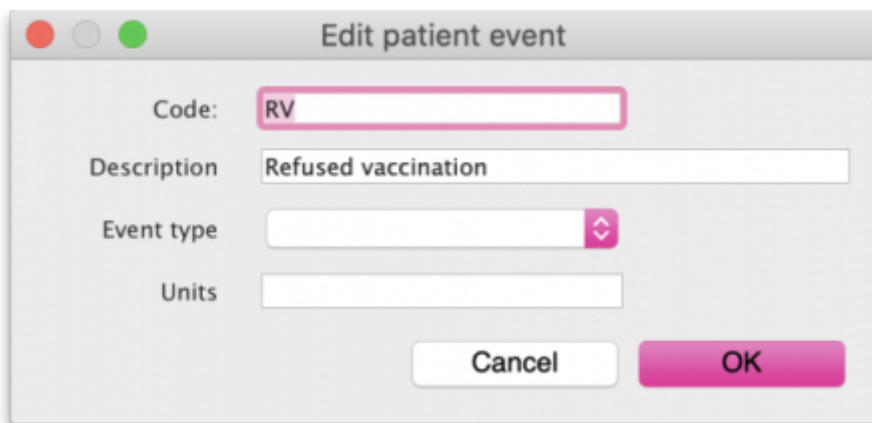 Edit patient event
Code: RV
Description Refused vaccination
Event type
Units
Cancel OK